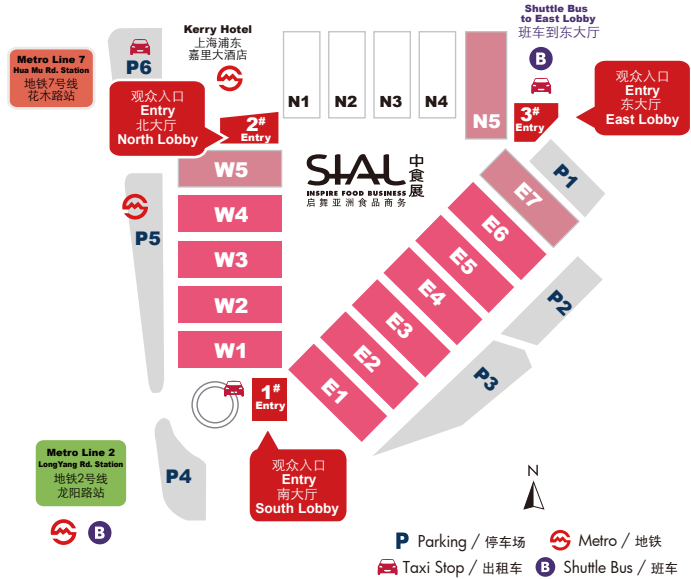 Shuttle Bus
to East Lobby
班车到东大厅
B
Kerry Hotel
上海浦东
嘉里大酒店
Metro Line 7
Hua Mu Rd. Station
地铁7号线
花木路站
P6
观众入口
Entry
北大厅
North Lobby
2#
Entry
N1
N2
N3
N4
N5
3#
Entry
观众入口
Entry
东大厅
East Lobby
SIAL
中食展
INSPIRE FOOD BUSINESS
启舞亚洲食品商务
W5
W4
W3
W2
W1
P5
P1
E7
E6
E5
E4
E3
E2
E1
P2
P3
1#
Entry
观众入口
Entry
南大厅
South Lobby
Metro Line 2
LongYang Rd. Station
地铁2号线
龙阳路站
B
P4
N
P Parking / 停车场
Metro / 地铁
Taxi Stop / 出租车
B Shuttle Bus / 班车